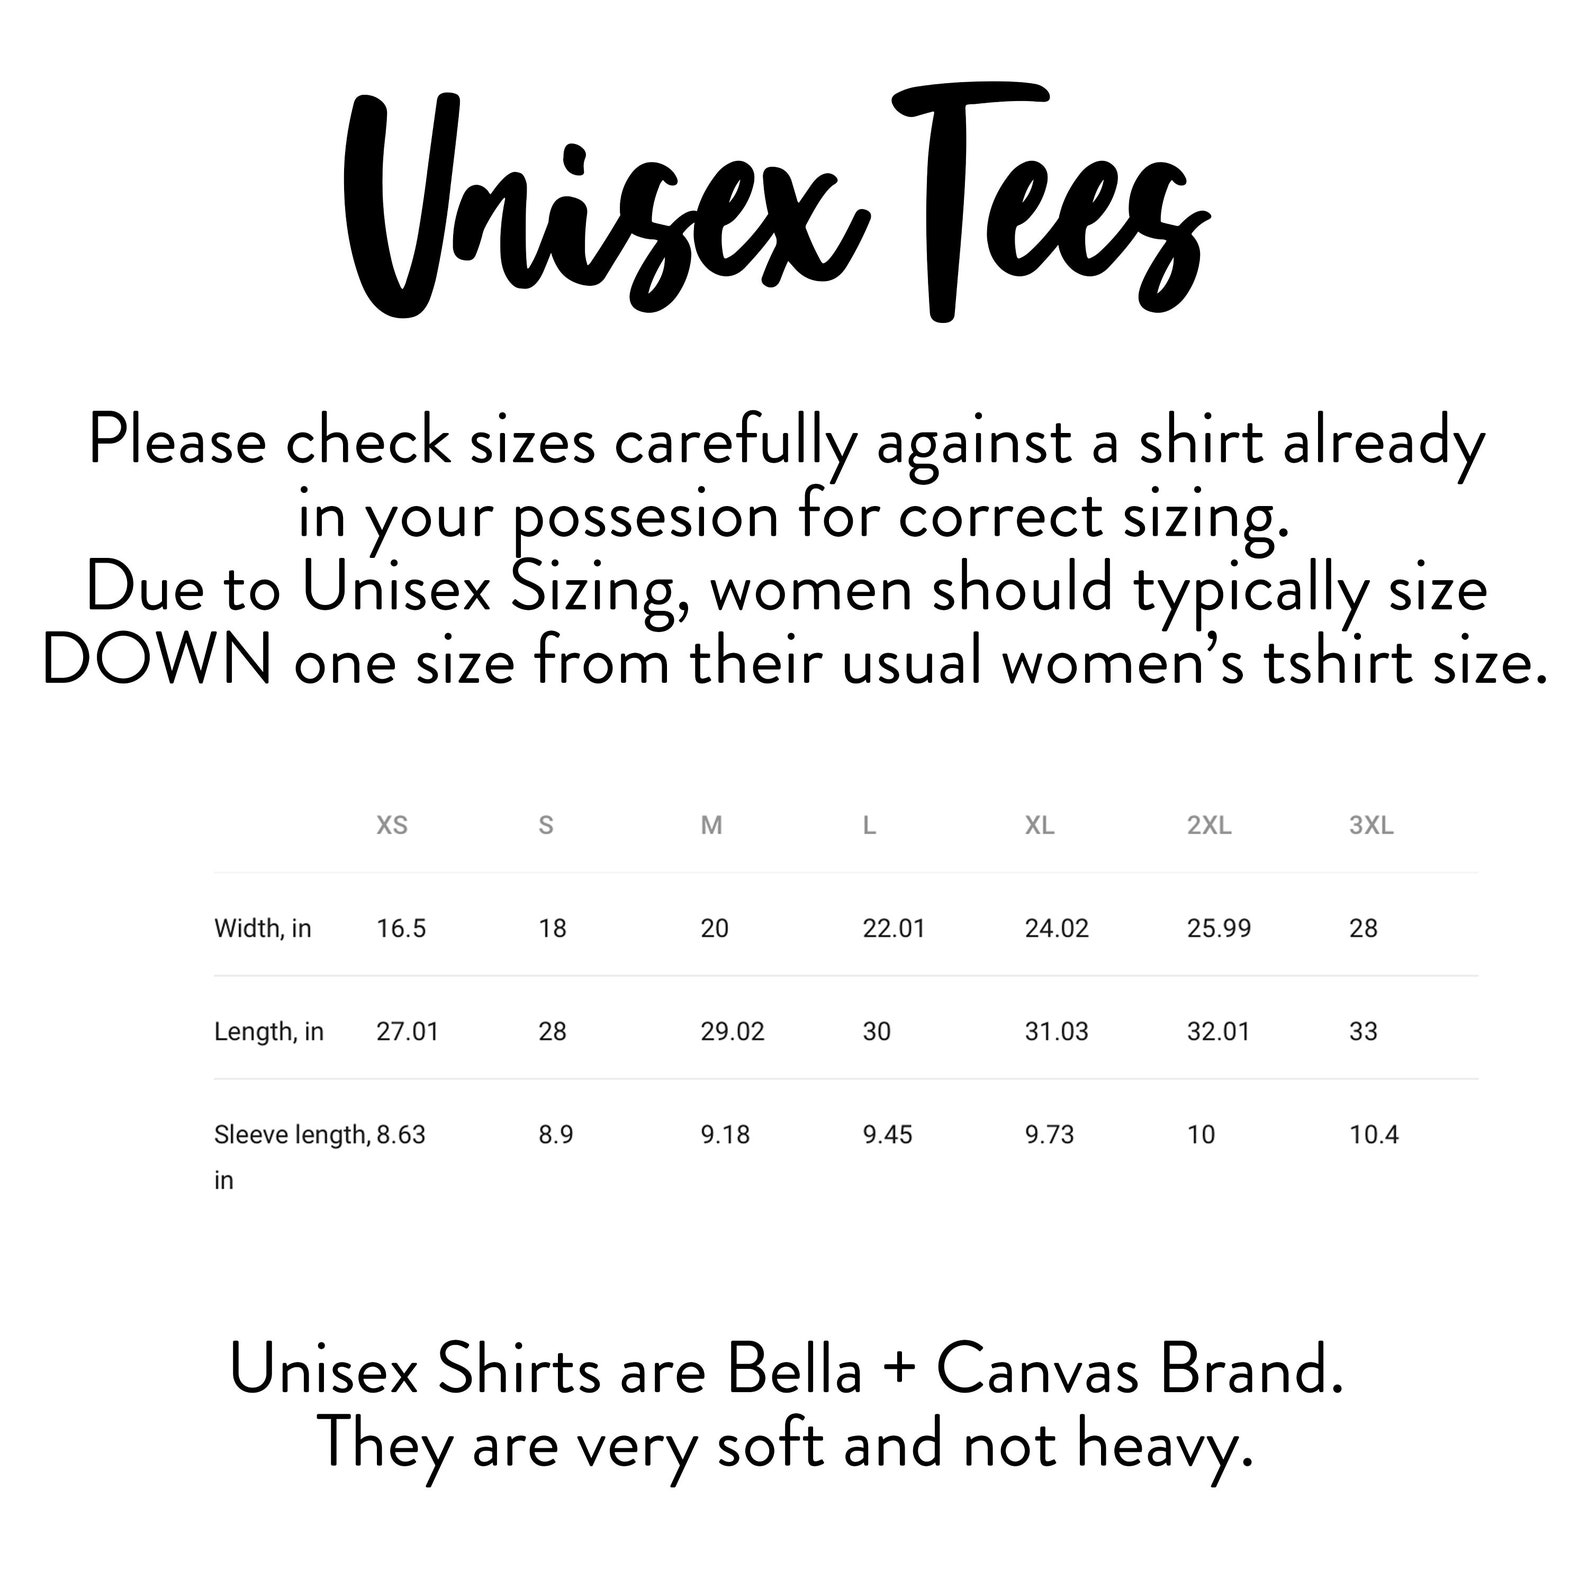 Unisex Tees
Please check sizes carefully against a shirt already
in your possesion for correct sizing.
Due to Unisex Sizing, women should typically size
DOWN one size from their usual women’s tshirt size.
XS S M L XL 2XL 3XL
Width, in 16.5 18 20 22.01 24.02 25.99 28
Length, in 27.01 28 29.02 30 31.03 32.01 33
Sleeve length, 8.63 8.9 9.18 9.45 9.73 10 10.4
in
Unisex Shirts are Bella + Canvas Brand.
They are very soft and not heavy.